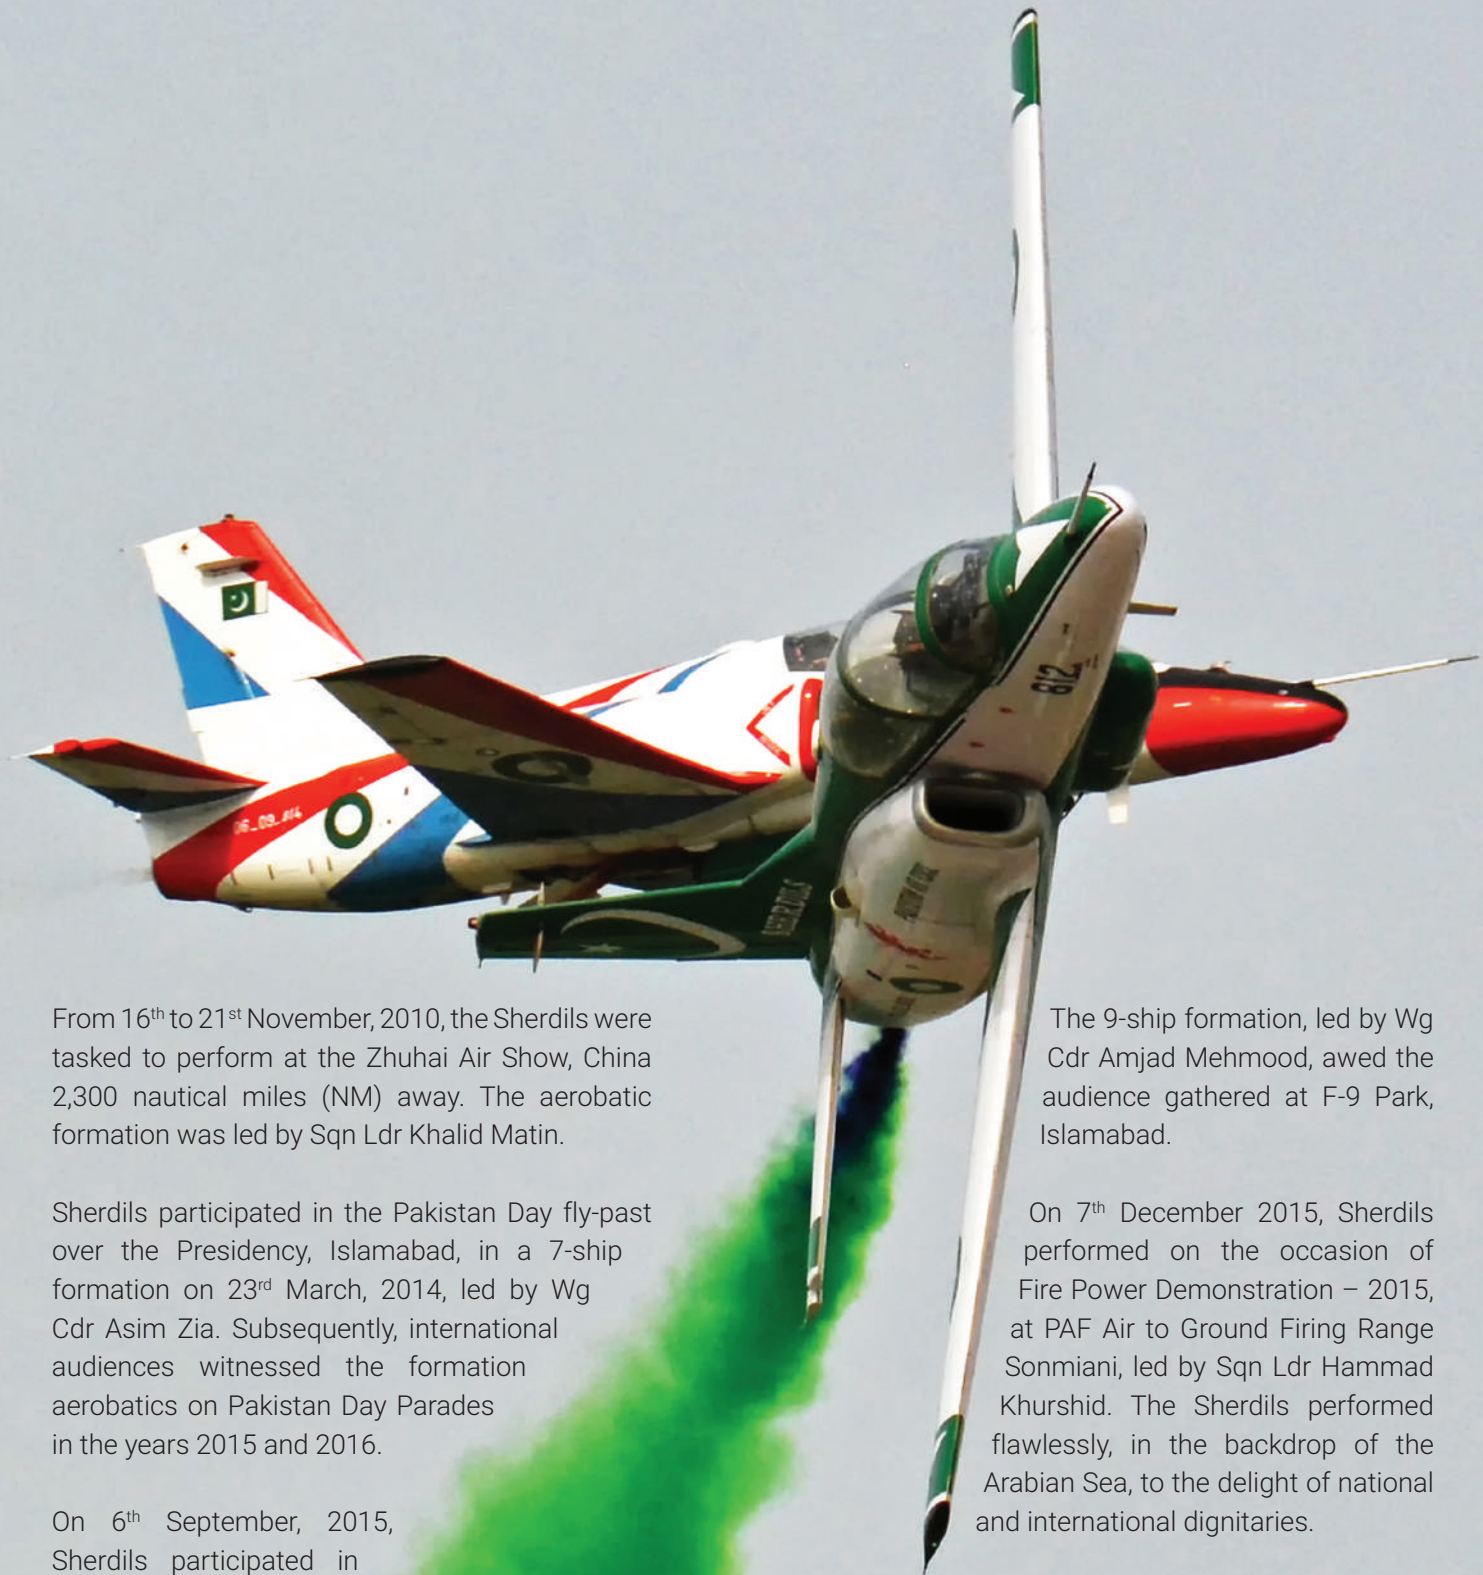 812
06_09_814
SHERDILS
From 16th to 21st November, 2010, the Sherdils were
tasked to perform at the Zhuhai Air Show, China
2,300 nautical miles (NM) away. The aerobatic
formation was led by Sqn Ldr Khalid Matin.
Sherdils participated in the Pakistan Day fly-past
over the Presidency, Islamabad, in a 7-ship
formation on 23rd March, 2014, led by Wg
Cdr Asim Zia. Subsequently, international
audiences witnessed the formation
aerobatics on Pakistan Day Parades
in the years 2015 and 2016.
On 6th September, 2015,
Sherdils participated in
The 9-ship formation, led by Wg
Cdr Amjad Mehmood, awed the
audience gathered at F-9 Park,
Islamabad.
On 7th December 2015, Sherdils
performed on the occasion of
Fire Power Demonstration – 2015,
at PAF Air to Ground Firing Range
Sonmiani, led by Sqn Ldr Hammad
Khurshid. The Sherdils performed
flawlessly, in the backdrop of the
Arabian Sea, to the delight of national
and international dignitaries.